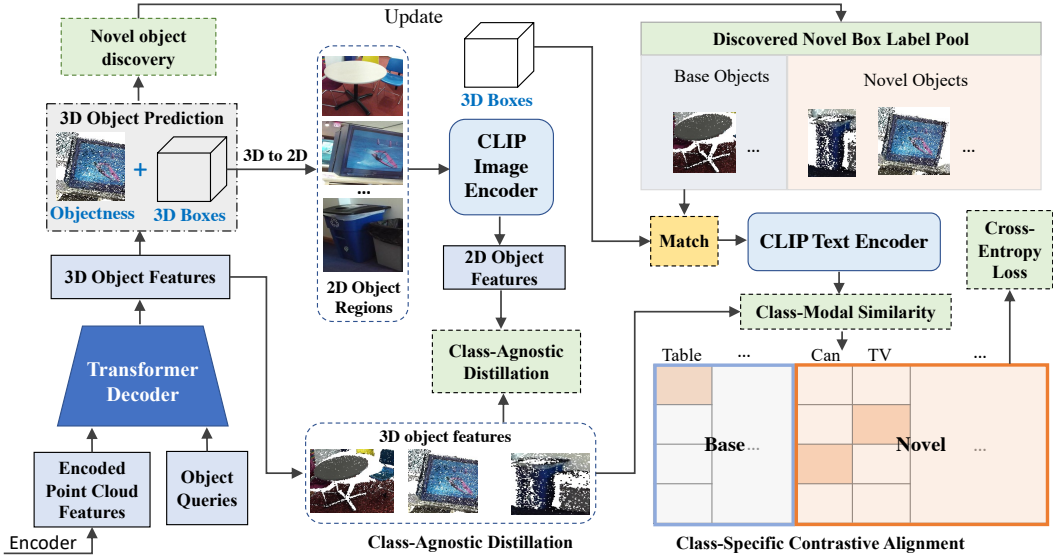 Update
Novel object
discovery
3D Object Prediction
+
Objectness
3D Boxes
3D to 2D
...
2D Object
Regions
3D Boxes
CLIP
Image
Encoder
2D Object
Features
Class-Agnostic
Distillation
3D Object Features
Transformer
Decoder
Encoded
Point Cloud
Features
Object
Queries
Encoder
3D object features
Class-Agnostic Distillation
Discovered Novel Box Label Pool
Base Objects
...
Novel Objects
...
Match
CLIP Text Encoder
Cross-
Entropy
Loss
Class-Modal Similarity
Table ... Can TV ...
Base ...
Novel ...
Class-Specific Contrastive Alignment